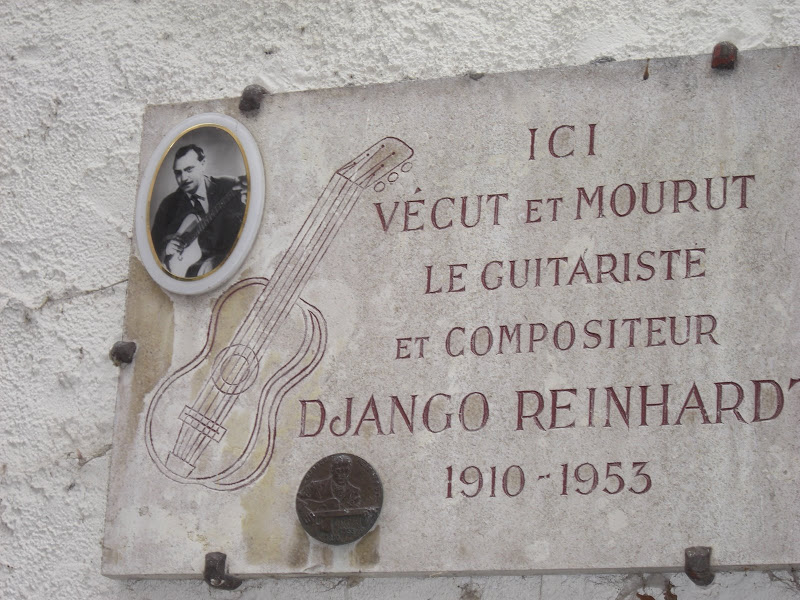 ICI
VÉCUT ET MOURUT
LE GUITARISTE
ET COMPOSITEUR
DJANGO REINHARDT
1910-1953